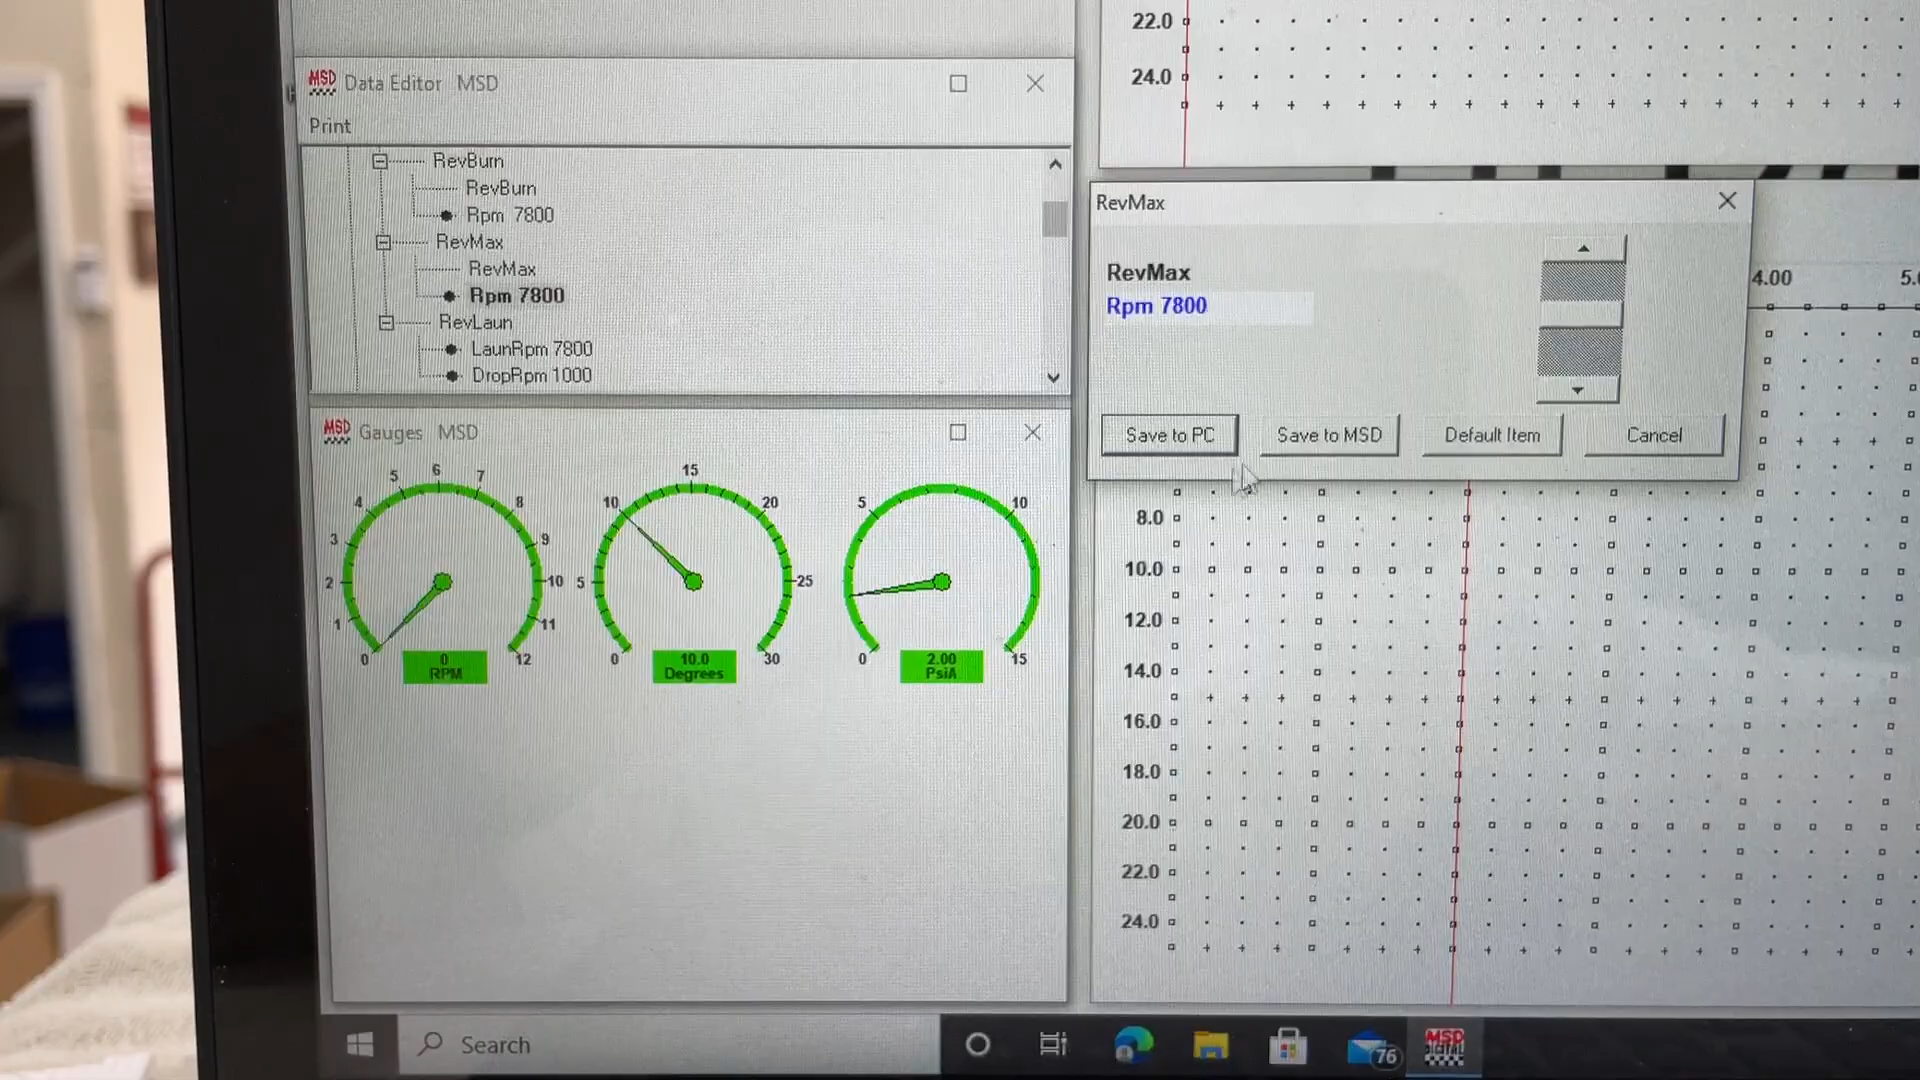 22.0
24.0
MSD Data Editor MSD
Print
RevBurn
RevBurn
Rpm 7800
RevMax
RevMax
Rpm 7800
RevLaun
LaunRpm 7800
DropRpm 1000
RevMax
RevMax
Rpm 7800
Save to PC
Save to MSD
Default Item
Cancel
4.00
MSD Gauges MSD
0 1 2 3 4 5 6 7 8 9 10 11 12
0
RPM
0 5 10 15 20 25 30
10.0
Degrees
0 5 10 15
2.00
PsiA
8.0
10.0
12.0
14.0
16.0
18.0
20.0
22.0
24.0
Search
76
MSD